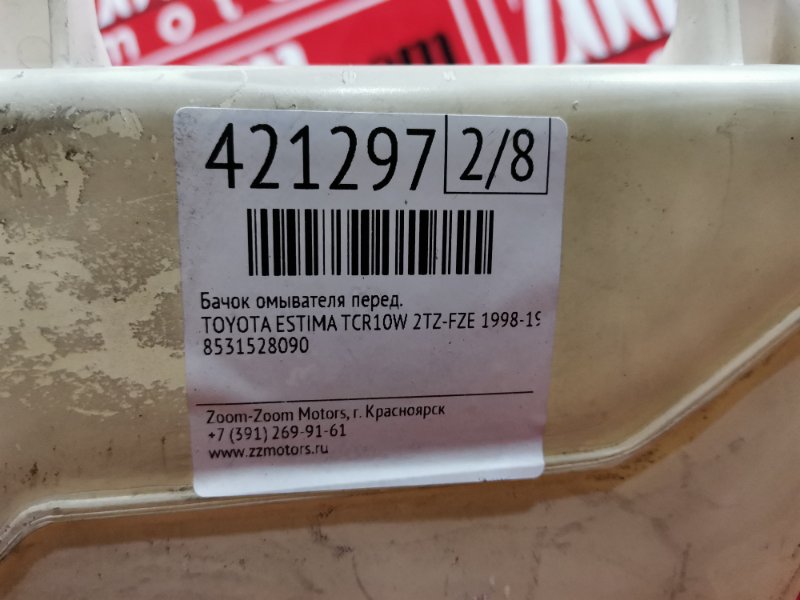 421297 2/8
Бачок омывателя перед.
TOYOTA ESTIMA TCR10W 2TZ-FZE 1998-19
8531528090
Zoom-Zoom Motors, г. Красноярск
+7 (391) 269-91-61
www.zzmotors.ru